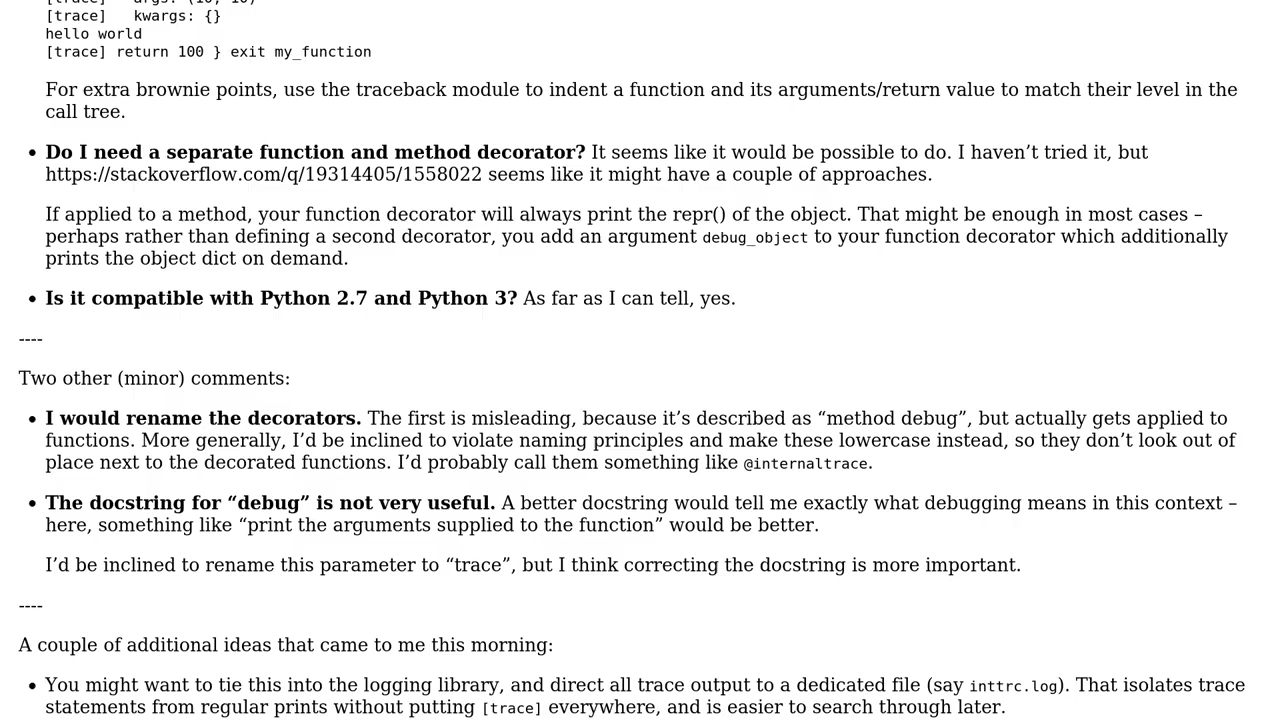 [trace]   args: (10, 10)
[trace]   kwargs: {}
hello world
[trace] return 100 } exit my_function
For extra brownie points, use the traceback module to indent a function and its arguments/return value to match their level in the
call tree.
• Do I need a separate function and method decorator? It seems like it would be possible to do. I haven’t tried it, but
https://stackoverflow.com/q/19314405/1558022 seems like it might have a couple of approaches.
If applied to a method, your function decorator will always print the repr() of the object. That might be enough in most cases –
perhaps rather than defining a second decorator, you add an argument debug_object to your function decorator which additionally
prints the object dict on demand.
• Is it compatible with Python 2.7 and Python 3? As far as I can tell, yes.
----
Two other (minor) comments:
• I would rename the decorators. The first is misleading, because it’s described as “method debug”, but actually gets applied to
functions. More generally, I’d be inclined to violate naming principles and make these lowercase instead, so they don’t look out of
place next to the decorated functions. I’d probably call them something like @internaltrace.
• The docstring for “debug” is not very useful. A better docstring would tell me exactly what debugging means in this context –
here, something like “print the arguments supplied to the function” would be better.
I’d be inclined to rename this parameter to “trace”, but I think correcting the docstring is more important.
----
A couple of additional ideas that came to me this morning:
• You might want to tie this into the logging library, and direct all trace output to a dedicated file (say inttrc.log). That isolates trace
statements from regular prints without putting [trace] everywhere, and is easier to search through later.